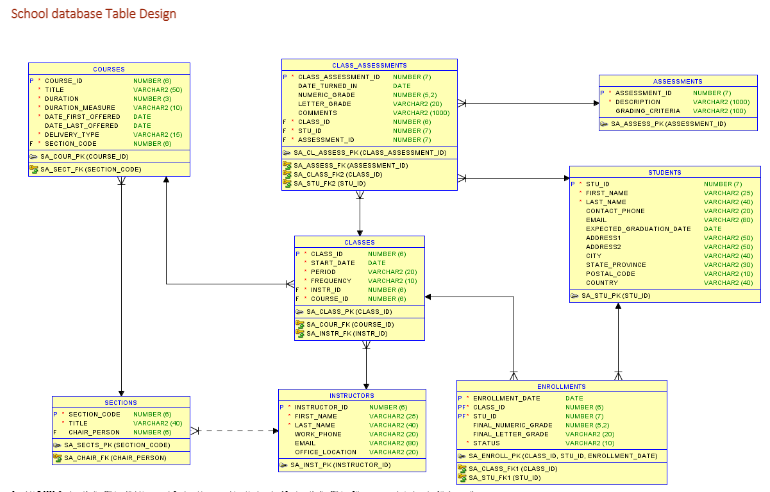 School database Table Design
COURSES
P * COURSE_ID NUMBER (6)
* TITLE VARCHAR2 (50)
* DURATION NUMBER (3)
* DURATION_MEASURE VARCHAR2 (10)
* DATE_FIRST_OFFERED DATE
DATE_LAST_OFFERED DATE
* DELIVERY_TYPE VARCHAR2 (15)
F * SECTION_CODE NUMBER (6)
SA_COUR_PK (COURSE_ID)
SA_SECT_FK (SECTION_CODE)
CLASS_ASSESSMENTS
P * CLASS_ASSESSMENT_ID NUMBER (7)
DATE_TURNED_IN DATE
NUMERIC_GRADE NUMBER (5,2)
LETTER_GRADE VARCHAR2 (20)
COMMENTS VARCHAR2 (1000)
F * CLASS_ID NUMBER (6)
F * STU_ID NUMBER (7)
F * ASSESSMENT_ID NUMBER (7)
SA_CL_ASSESS_PK (CLASS_ASSESSMENT_ID)
SA_ASSESS_FK (ASSESSMENT_ID)
SA_CLASS_FK2 (CLASS_ID)
SA_STU_FK2 (STU_ID)
ASSESSMENTS
P * ASSESSMENT_ID NUMBER (7)
* DESCRIPTION VARCHAR2 (1000)
GRADING_CRITERIA VARCHAR2 (100)
SA_ASSESS_PK (ASSESSMENT_ID)
STUDENTS
P * STU_ID NUMBER (7)
* FIRST_NAME VARCHAR2 (25)
* LAST_NAME VARCHAR2 (40)
CONTACT_PHONE VARCHAR2 (20)
EMAIL VARCHAR2 (80)
EXPECTED_GRADUATION_DATE DATE
ADDRESS1 VARCHAR2 (50)
ADDRESS2 VARCHAR2 (50)
CITY VARCHAR2 (40)
STATE_PROVINCE VARCHAR2 (30)
POSTAL_CODE VARCHAR2 (10)
COUNTRY VARCHAR2 (40)
SA_STU_PK (STU_ID)
CLASSES
P * CLASS_ID NUMBER (6)
* START_DATE DATE
* PERIOD VARCHAR2 (20)
* FREQUENCY VARCHAR2 (10)
F * INSTR_ID NUMBER (6)
F * COURSE_ID NUMBER (6)
SA_CLASS_PK (CLASS_ID)
SA_COUR_FK (COURSE_ID)
SA_INSTR_FK (INSTR_ID)
SECTIONS
P * SECTION_CODE NUMBER (6)
* TITLE VARCHAR2 (40)
F CHAIR_PERSON NUMBER (6)
SA_SECTS_PK (SECTION_CODE)
SA_CHAIR_FK (CHAIR_PERSON)
INSTRUCTORS
P * INSTRUCTOR_ID NUMBER (6)
* FIRST_NAME VARCHAR2 (25)
* LAST_NAME VARCHAR2 (40)
WORK_PHONE VARCHAR2 (20)
EMAIL VARCHAR2 (80)
OFFICE_LOCATION VARCHAR2 (20)
SA_INST_PK (INSTRUCTOR_ID)
ENROLLMENTS
P * ENROLLMENT_DATE DATE
PF* CLASS_ID NUMBER (6)
PF* STU_ID NUMBER (7)
FINAL_NUMERIC_GRADE NUMBER (5,2)
FINAL_LETTER_GRADE VARCHAR2 (20)
* STATUS VARCHAR2 (10)
SA_ENROLL_PK (CLASS_ID, STU_ID, ENROLLMENT_DATE)
SA_CLASS_FK1 (CLASS_ID)
SA_STU_FK1 (STU_ID)